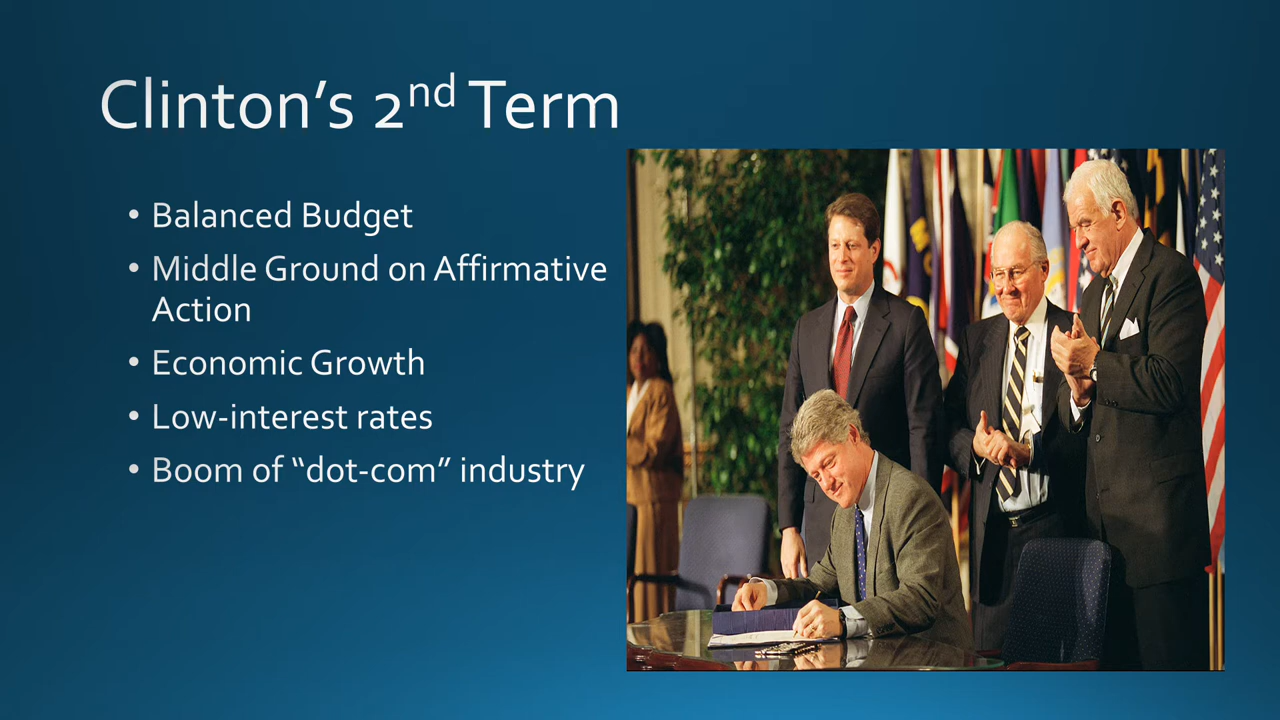 Clinton’s 2nd Term
• Balanced Budget
• Middle Ground on Affirmative
Action
• Economic Growth
• Low-interest rates
• Boom of “dot-com” industry